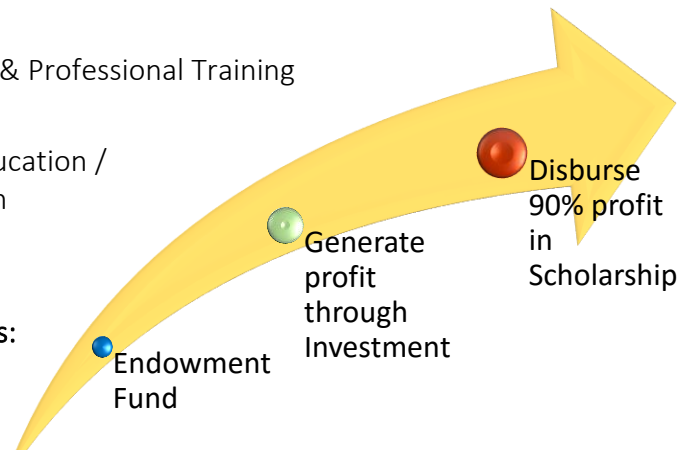 & Professional Training
ucation /
s:
Endowment
Fund
Generate
profit
through
Investment
Disburse
90% profit
in
Scholarship